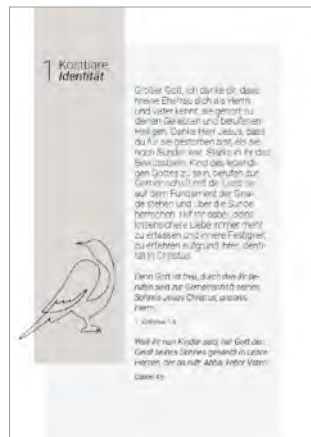 1 Kostbare
Identität
Großer Gott, ich danke dir, dass
meine Ehefrau dich als Herrn
und Vater kennt, sie gehört zu
deinen Geliebten und berufenen
Heiligen. Danke Herr Jesus, dass
du für sie gestorben bist, als sie
noch Sünder war. Stärke in ihr das
Bewusstsein, Kind des lebendi-
gen Gottes zu sein, berufen zur
Gemeinschaft mit dir. Lass sie
auf dem Fundament der Gna-
de stehen und über die Sünde
herrschen. Hilf ihr dabei, deine
Liebe immer mehr
zu erfassen und innere Festigkeit
zu erfahren aufgrund ihrer Identi-
tät in Christus.
Denn Gott ist treu, durch den ihr be-
rufen seid zur Gemeinschaft seines
Sohnes Jesus Christus, unseres
Herrn.
1. Korinther 1,9
Weil ihr nun Kinder seid, hat Gott den
Geist seines Sohnes gesandt in unsre
Herzen, der da ruft: Abba, lieber Vater!
Galater 4,6